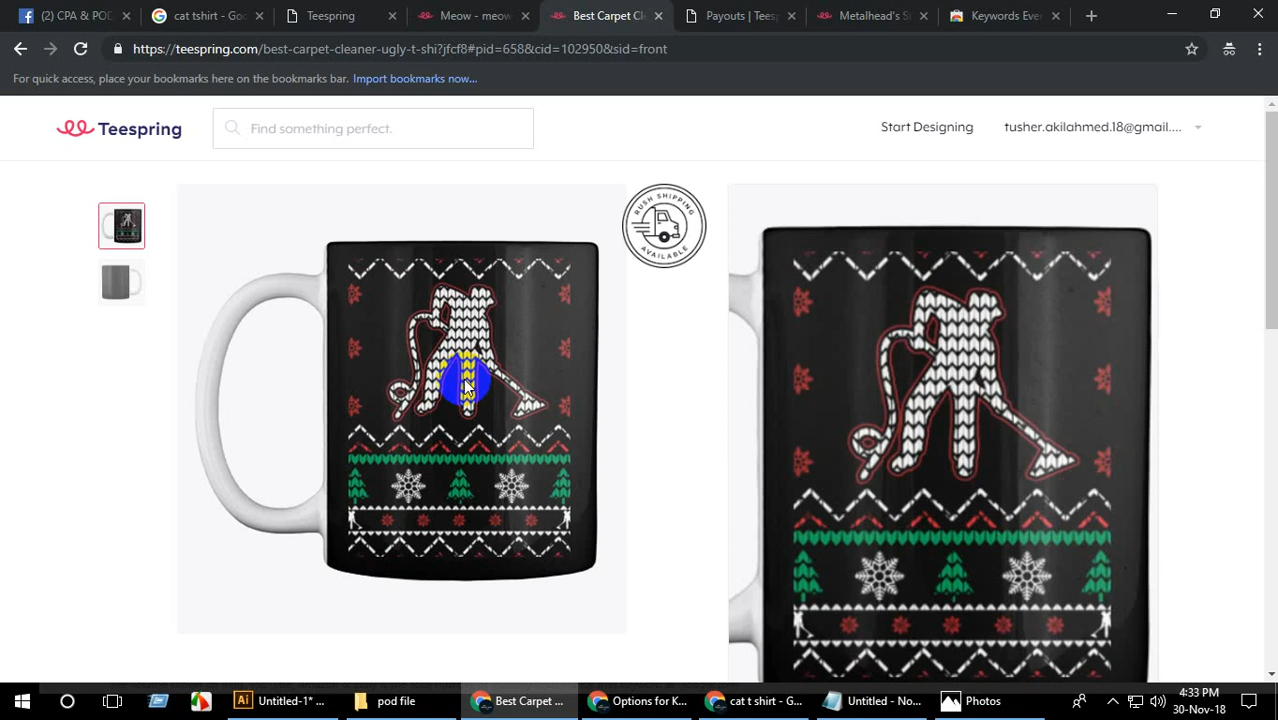 (2) CPA & POD
cat tshirt - Goo
Teespring
Meow - meow
Best Carpet Cle
Payouts | Teesp
Metalhead's S
Keywords Ever
https://teespring.com/best-carpet-cleaner-ugly-t-shi?jfcf8#pid=658&cid=102950&sid=front
For quick access, place your bookmarks here on the bookmarks bar. Import bookmarks now...
Teespring
Find something perfect.
Start Designing
tusher.akilahmed.18@gmail....
RUSH SHIPPING
AVAILABLE
Untitled-1* ...
pod file
Best Carpet ...
Options for K...
cat t shirt - G...
Untitled - No...
Photos
4:33 PM
30-Nov-18